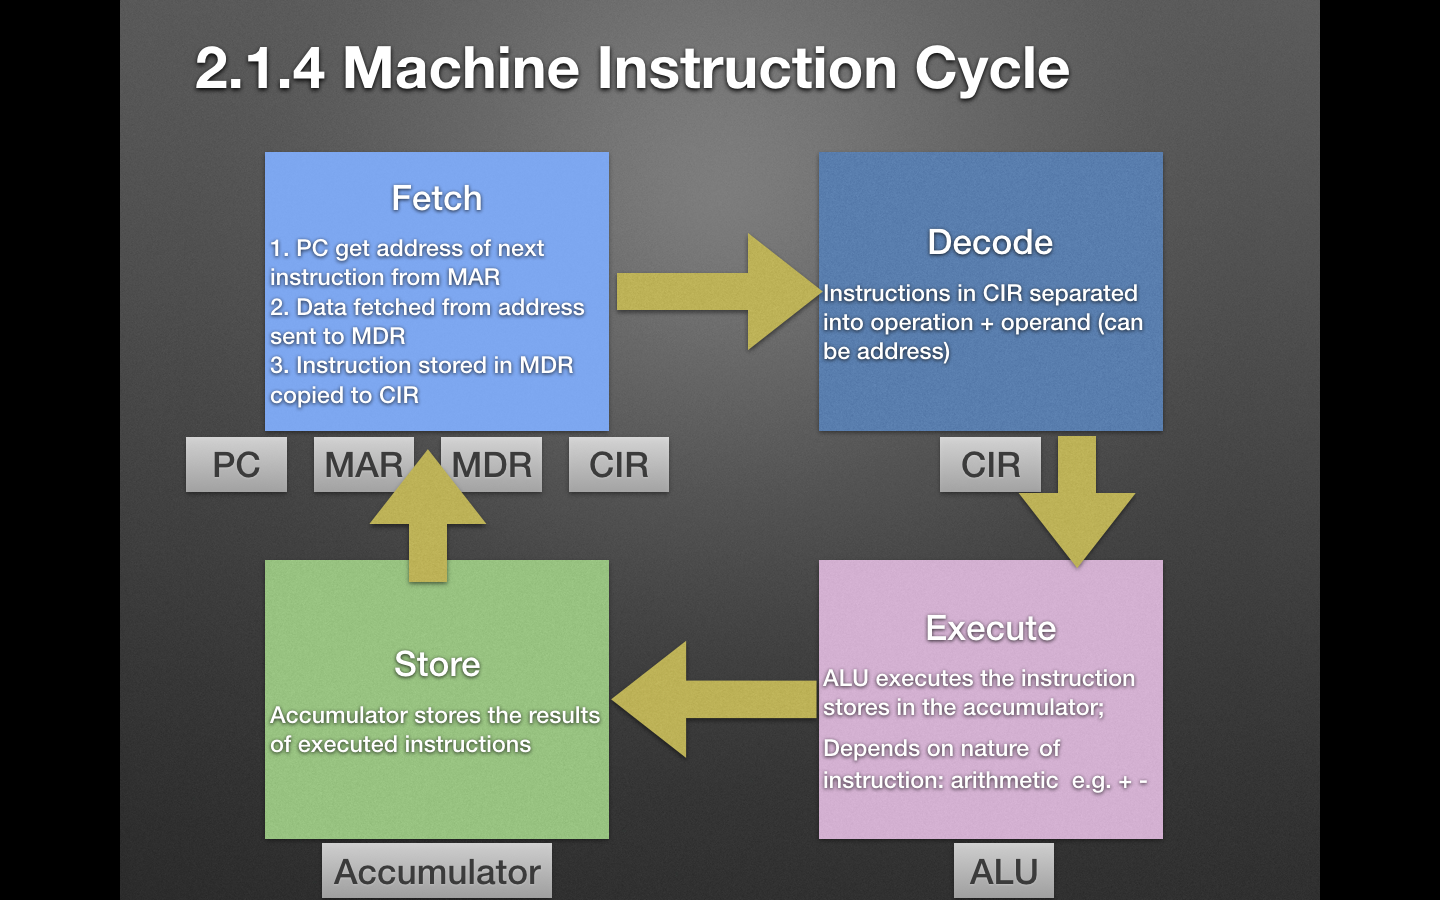 2.1.4 Machine Instruction Cycle
Fetch
1. PC get address of next
instruction from MAR
2. Data fetched from address
sent to MDR
3. Instruction stored in MDR
copied to CIR
PC
MAR
MDR
CIR
Decode
Instructions in CIR separated
into operation + operand (can
be address)
CIR
Execute
ALU executes the instruction
stores in the accumulator;
Depends on nature of
instruction: arithmetic e.g. + -
ALU
Store
Accumulator stores the results
of executed instructions
Accumulator